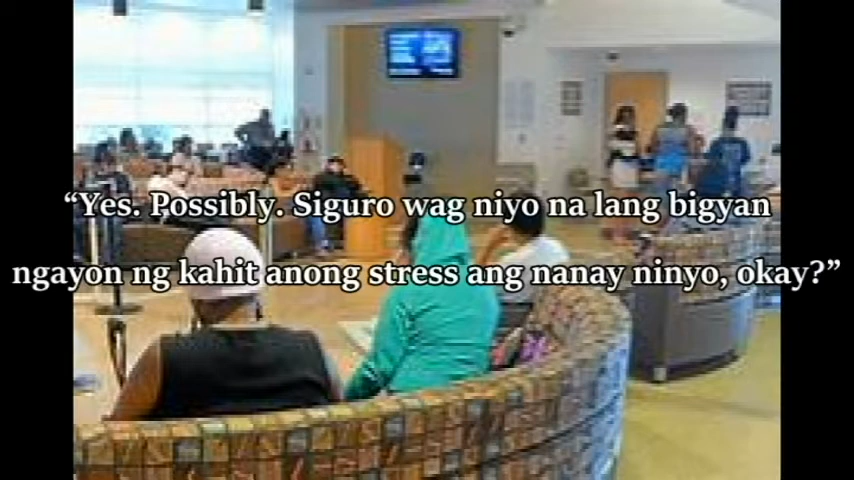 “Yes. Possibly. Siguro wag niyo na lang bigyan
ngayon ng kahit anong stress ang nanay ninyo, okay?”